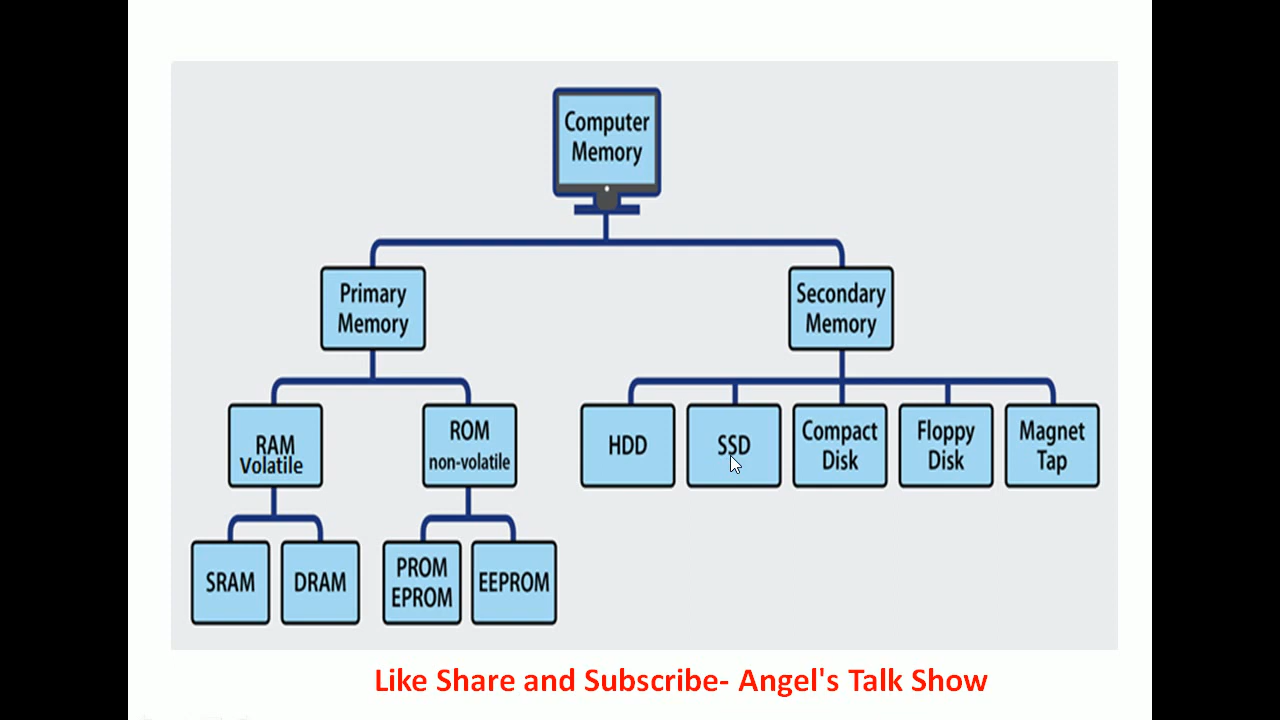 Computer
Memory
Primary
Memory
Secondary
Memory
RAM
Volatile
ROM
non-volatile
HDD
SSD
Compact
Disk
Floppy
Disk
Magnet
Tap
SRAM
DRAM
PROM
EPROM
EEPROM
Like Share and Subscribe- Angel's Talk Show